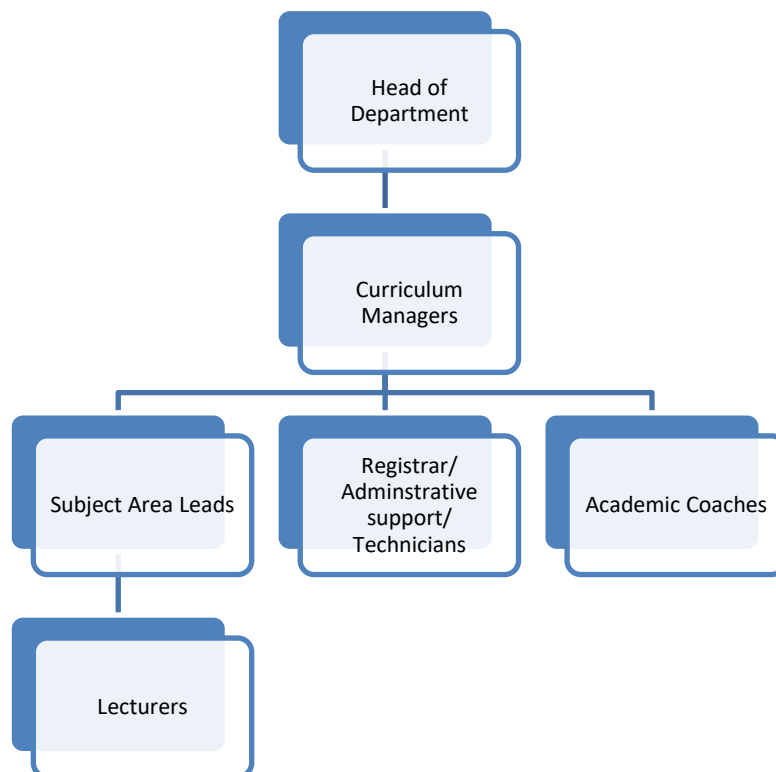 Head of
Department
Curriculum
Managers
Subject Area Leads
Registrar/
Adminstrative
support/
Technicians
Academic Coaches
Lecturers